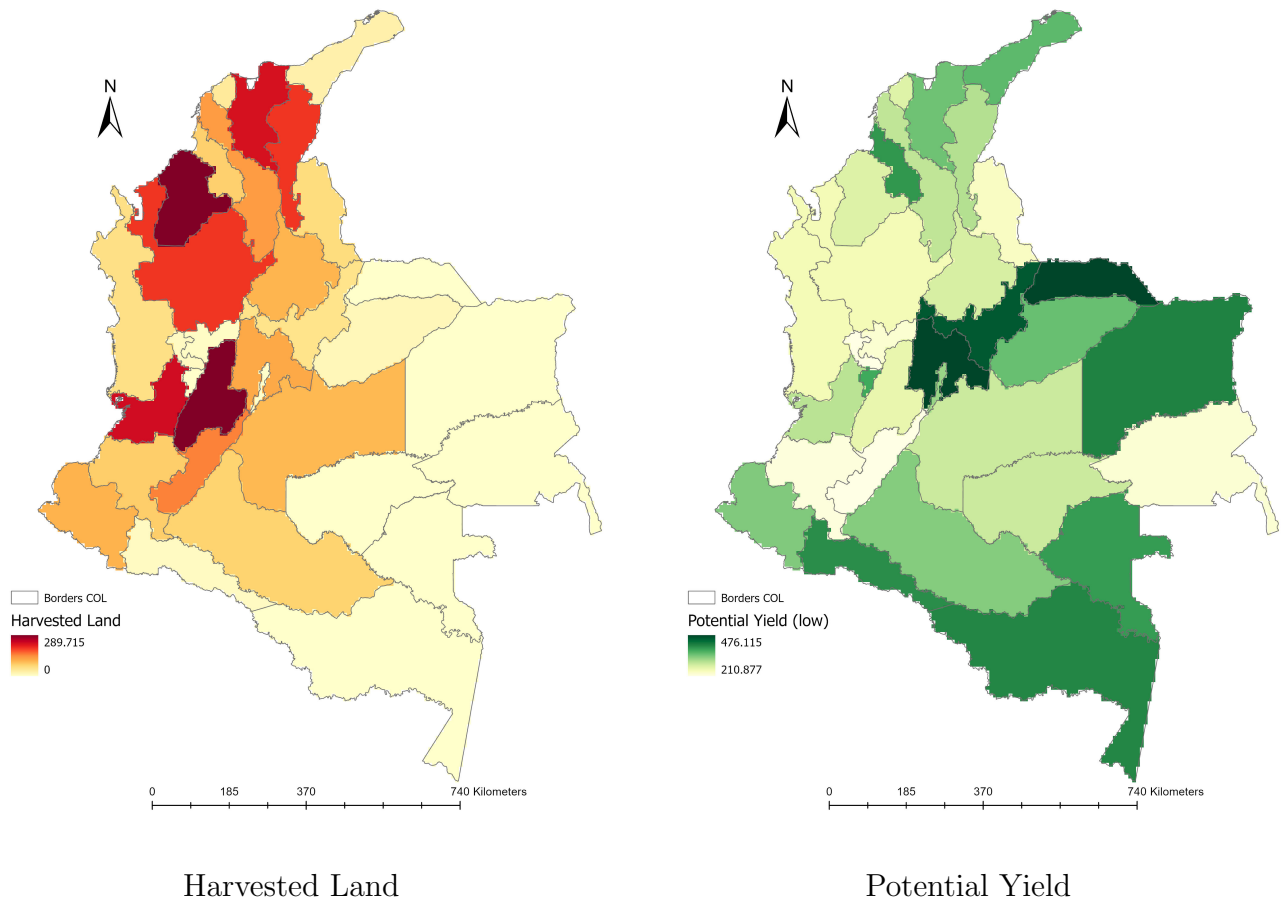 N
Borders COL
Harvested Land
289.715
0
0 185 370 740 Kilometers
Harvested Land
N
Borders COL
Potential Yield (low)
476.115
210.877
0 185 370 740 Kilometers
Potential Yield